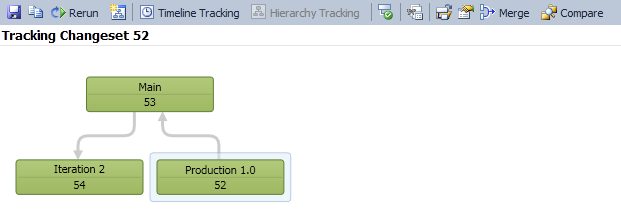 Rerun Timeline Tracking Hierarchy Tracking Merge Compare
Tracking Changeset 52
Main
53
Iteration 2
54
Production 1.0
52